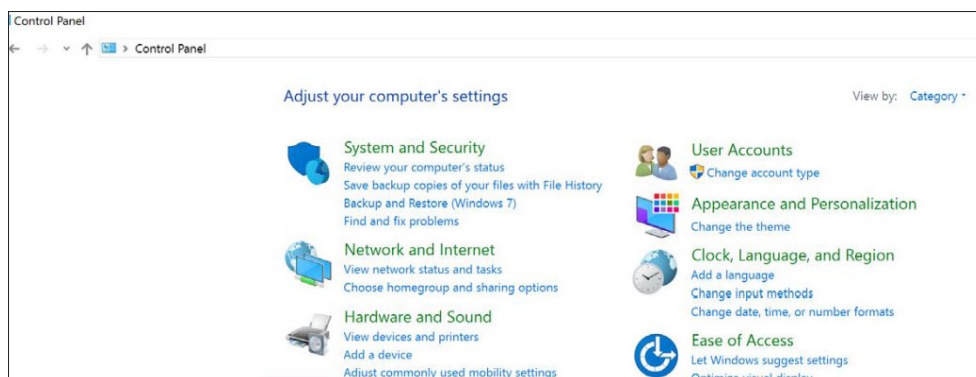 Control Panel
Control Panel
Adjust your computer's settings
View by: Category
System and Security
Review your computer's status
Save backup copies of your files with File History
Backup and Restore (Windows 7)
Find and fix problems
Network and Internet
View network status and tasks
Choose homegroup and sharing options
Hardware and Sound
View devices and printers
Add a device
Adjust commonly used mobility settings
User Accounts
Change account type
Appearance and Personalization
Change the theme
Clock, Language, and Region
Add a language
Change input methods
Change date, time, or number formats
Ease of Access
Let Windows suggest settings
Optimize visual display